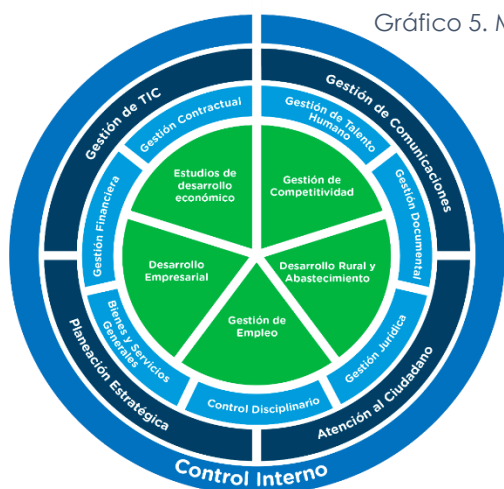 Gráfico 5. M
Gestión de TIC
Gestión de Comunicaciones
Gestión Contractual
Gestión de Talento
Humano
Estudios de
desarrollo
económico
Gestión de
Competitividad
Gestión Financiera
Gestión Documental
Desarrollo
Empresarial
Desarrollo Rural y
Abastecimiento
Gestión de
Empleo
Bienes y Servicios
Generales
Gestión Jurídica
Control Disciplinario
Planeación Estratégica
Atención al Ciudadano
Control Interno